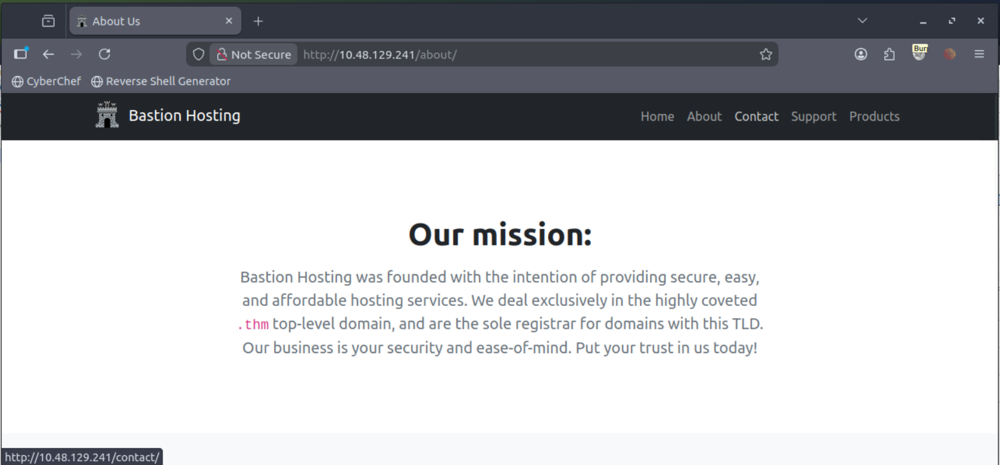 About Us
Not Secure http://10.48.129.241/about/
Bur
CyberChef Reverse Shell Generator
Bastion Hosting Home About Contact Support Products
Our mission:
Bastion Hosting was founded with the intention of providing secure, easy,
and affordable hosting services. We deal exclusively in the highly coveted
.thm top-level domain, and are the sole registrar for domains with this TLD.
Our business is your security and ease-of-mind. Put your trust in us today!
http://10.48.129.241/contact/